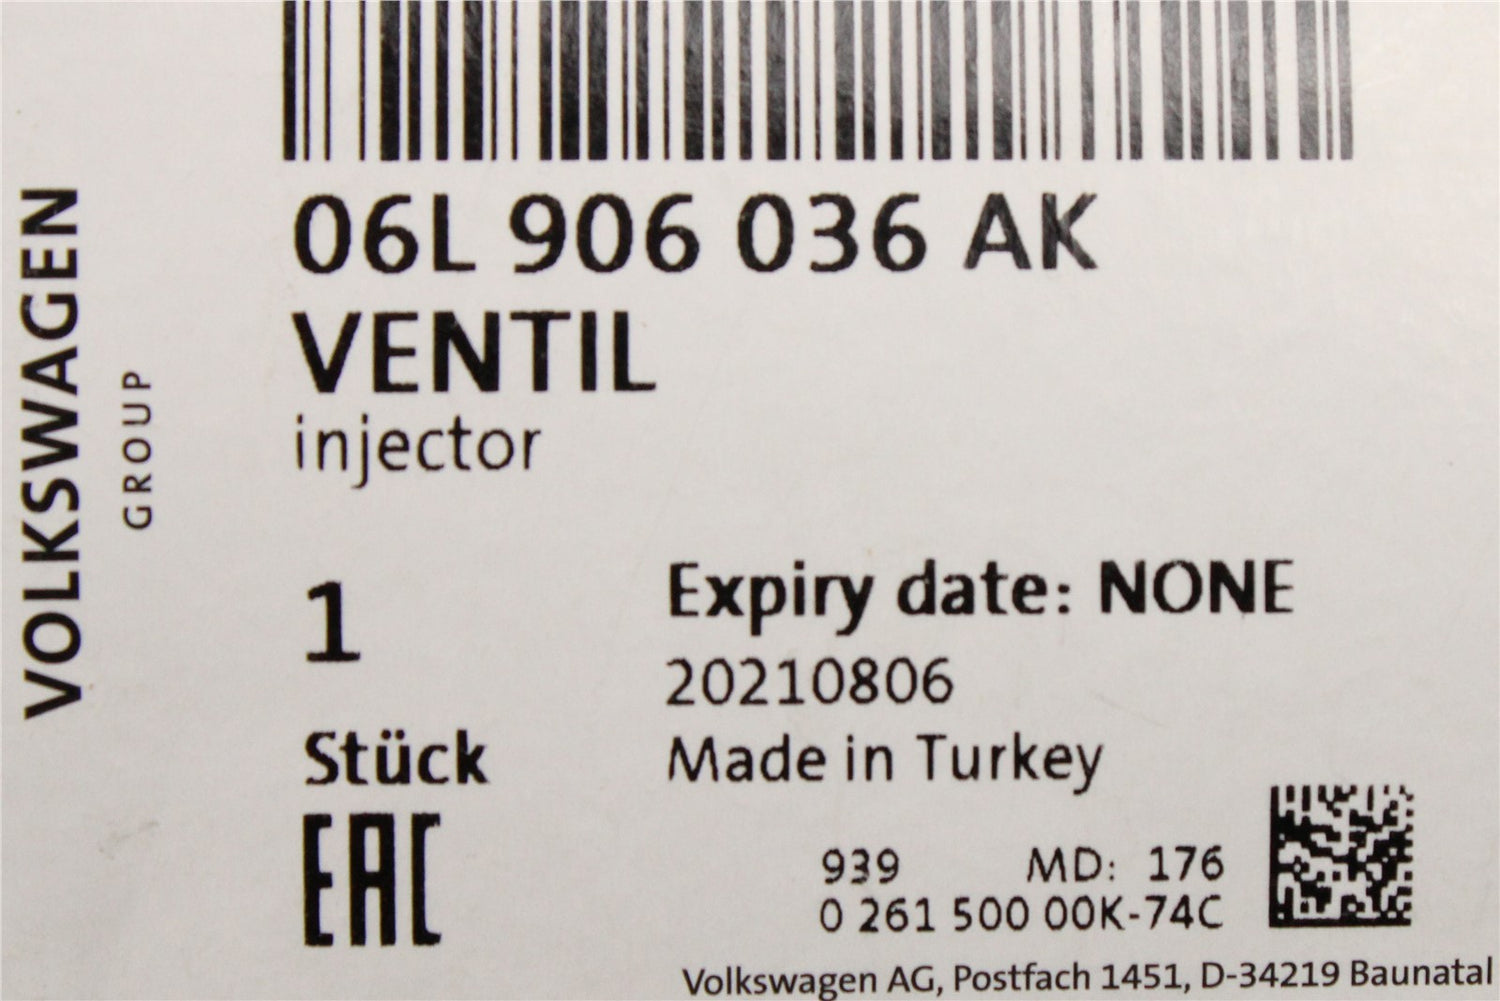 VOLKSWAGEN
GROUP
06L 906 036 AK
VENTIL
injector
1
Stück
EAC
Expiry date: NONE
20210806
Made in Turkey
939 MD: 176
0 261 500 00K-74C
Volkswagen AG, Postfach 1451, D-34219 Baunatal